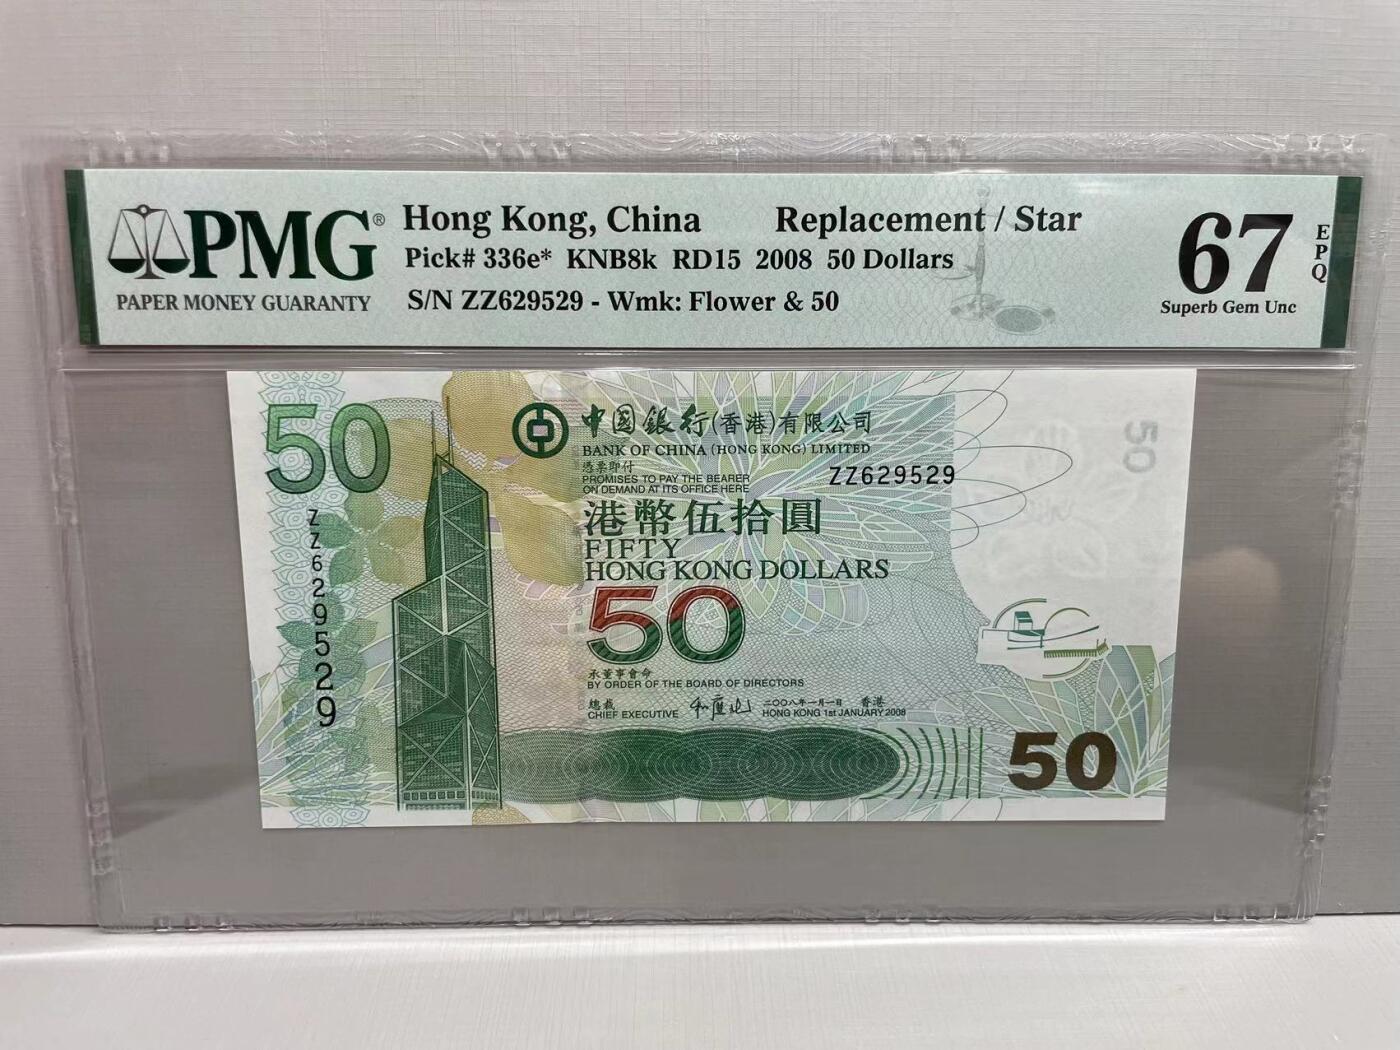 PMG®
PAPER MONEY GUARANTY
Hong Kong, China Replacement / Star
Pick# 336e* KNB8k RD15 2008 50 Dollars
S/N ZZ629529 - Wmk: Flower & 50
67
EPQ
Superb Gem Unc
50
中國銀行(香港)有限公司
BANK OF CHINA (HONG KONG) LIMITED
憑票即付
PROMISES TO PAY THE BEARER
ON DEMAND AT ITS OFFICE HERE
ZZ629529
港幣伍拾圓
FIFTY
HONG KONG DOLLARS
50
承董事會命
BY ORDER OF THE BOARD OF DIRECTORS
總裁
CHIEF EXECUTIVE
二〇〇八年一月一日 香港
HONG KONG 1st JANUARY 2008
ZZ629529
50
50